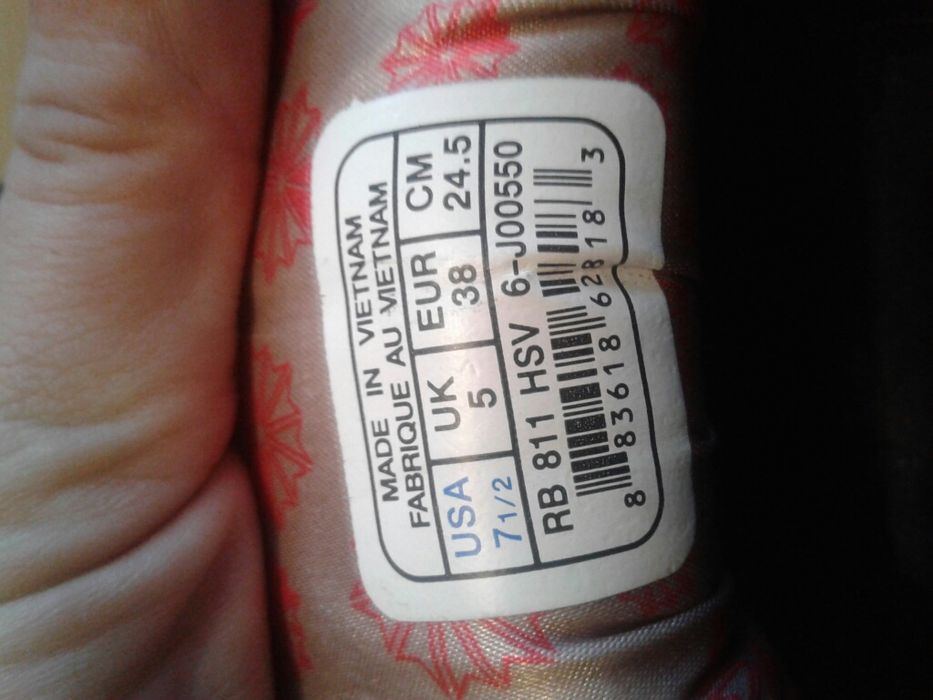 MADE IN VIETNAM
FABRIQUE AU VIETNAM
USA UK EUR CM
7 1/2 5 38 24.5
RB 811 HSV 6-J00550
8 83618 62818 3